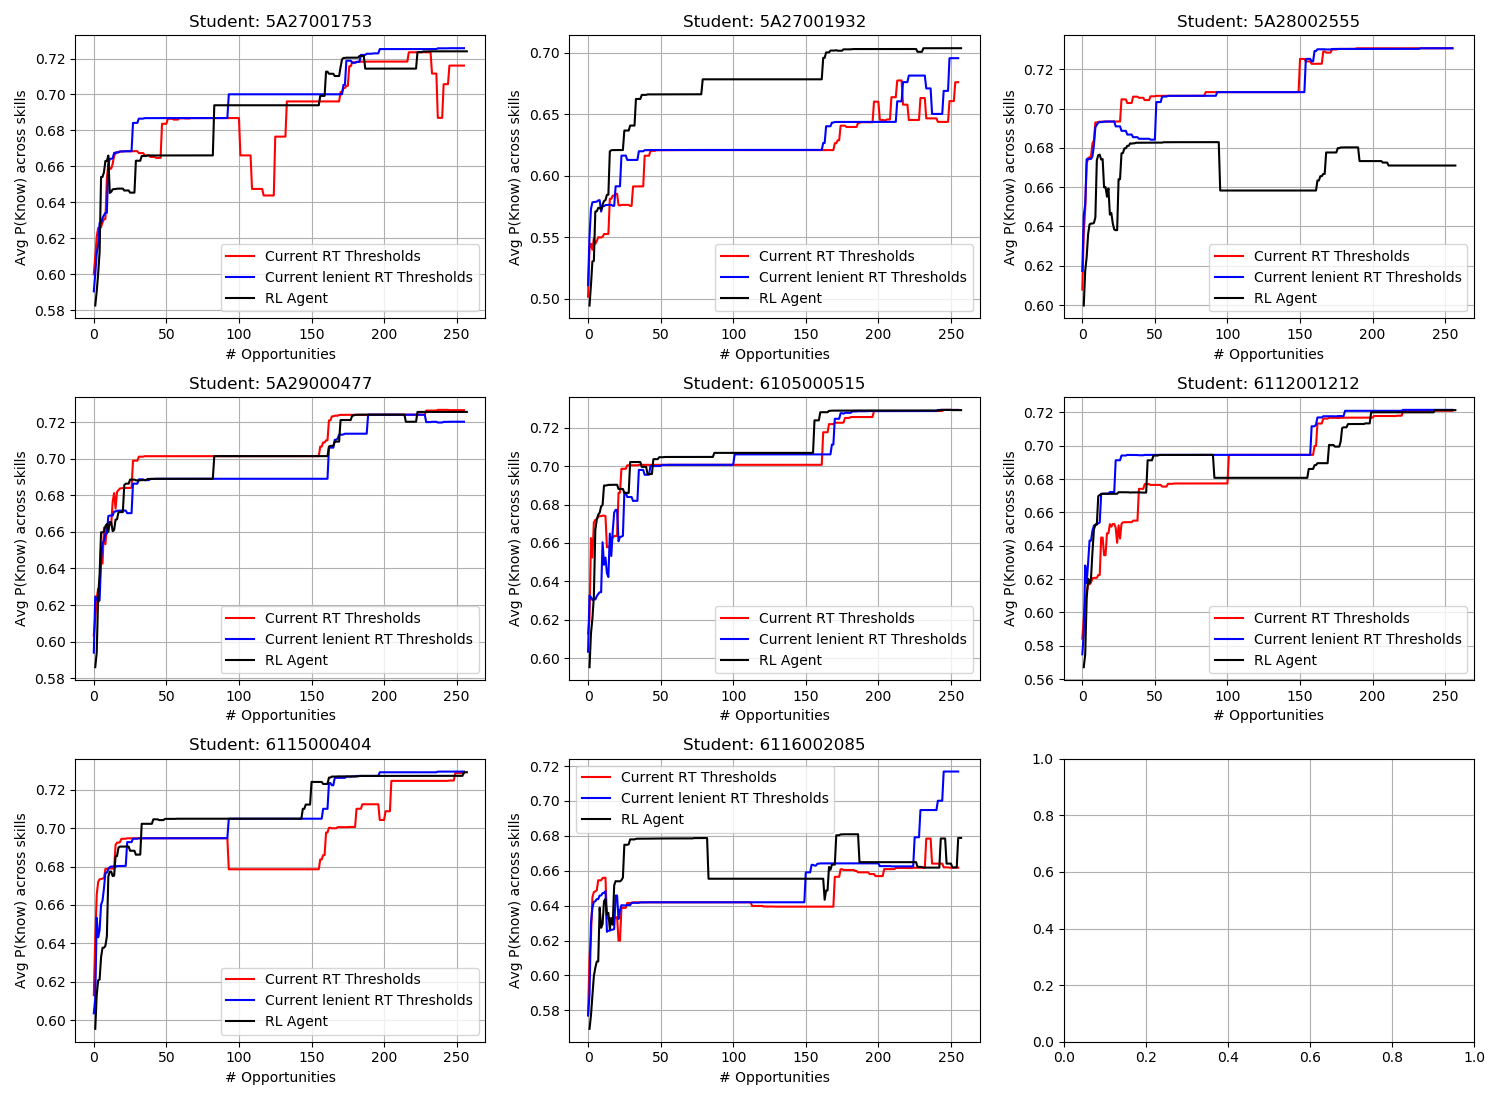 Student: 5A27001753
Avg P(Know) across skills
0.72
0.70
0.68
0.66
0.64
0.62
0.60
0.58
Current RT Thresholds
Current lenient RT Thresholds
RL Agent
0 50 100 150 200 250
# Opportunities
Student: 5A27001932
Avg P(Know) across skills
0.70
0.65
0.60
0.55
0.50
Current RT Thresholds
Current lenient RT Thresholds
RL Agent
0 50 100 150 200 250
# Opportunities
Student: 5A28002555
Avg P(Know) across skills
0.72
0.70
0.68
0.66
0.64
0.62
0.60
Current RT Thresholds
Current lenient RT Thresholds
RL Agent
0 50 100 150 200 250
# Opportunities
Student: 5A29000477
Avg P(Know) across skills
0.72
0.70
0.68
0.66
0.64
0.62
0.60
0.58
Current RT Thresholds
Current lenient RT Thresholds
RL Agent
0 50 100 150 200 250
# Opportunities
Student: 6105000515
Avg P(Know) across skills
0.72
0.70
0.68
0.66
0.64
0.62
0.60
Current RT Thresholds
Current lenient RT Thresholds
RL Agent
0 50 100 150 200 250
# Opportunities
Student: 6112001212
Avg P(Know) across skills
0.72
0.70
0.68
0.66
0.64
0.62
0.60
0.58
0.56
Current RT Thresholds
Current lenient RT Thresholds
RL Agent
0 50 100 150 200 250
# Opportunities
Student: 6115000404
Avg P(Know) across skills
0.72
0.70
0.68
0.66
0.64
0.62
0.60
Current RT Thresholds
Current lenient RT Thresholds
RL Agent
0 50 100 150 200 250
# Opportunities
Student: 6116002085
Avg P(Know) across skills
0.72
0.70
0.68
0.66
0.64
0.62
0.60
0.58
Current RT Thresholds
Current lenient RT Thresholds
RL Agent
0 50 100 150 200 250
# Opportunities
1.0
0.8
0.6
0.4
0.2
0.0
0.0 0.2 0.4 0.6 0.8 1.0